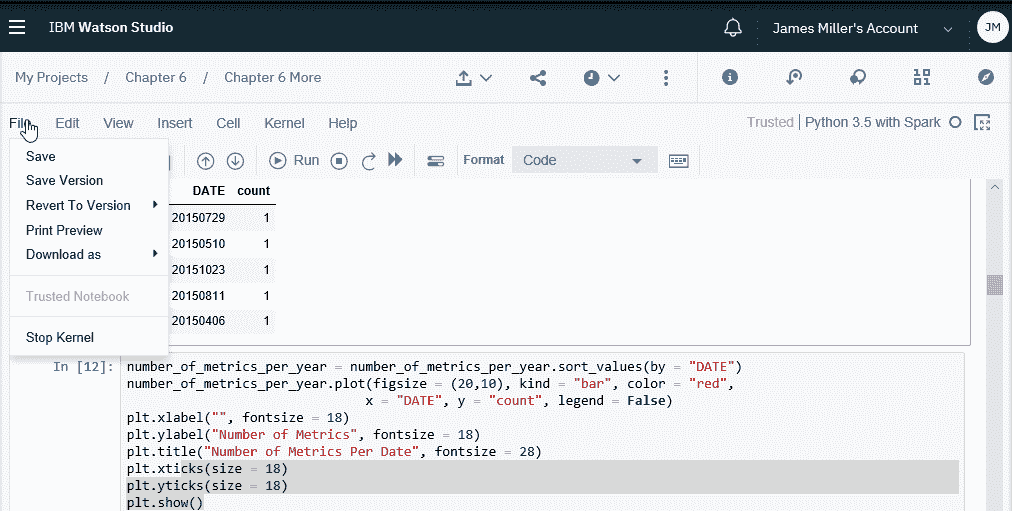 IBM Watson Studio
James Miller's Account
JM
My Projects / Chapter 6 / Chapter 6 More
File Edit View Insert Cell Kernel Help
Trusted | Python 3.5 with Spark
Save
Save Version
Revert To Version
Print Preview
Download as
Trusted Notebook
Stop Kernel
Run
Format
Code
DATE count
20150729 1
20150510 1
20151023 1
20150811 1
20150406 1
In [12]: number_of_metrics_per_year = number_of_metrics_per_year.sort_values(by = "DATE")
number_of_metrics_per_year.plot(figsize = (20,10), kind = "bar", color = "red",
x = "DATE", y = "count", legend = False)
plt.xlabel("", fontsize = 18)
plt.ylabel("Number of Metrics", fontsize = 18)
plt.title("Number of Metrics Per Date", fontsize = 28)
plt.xticks(size = 18)
plt.yticks(size = 18)
plt.show()